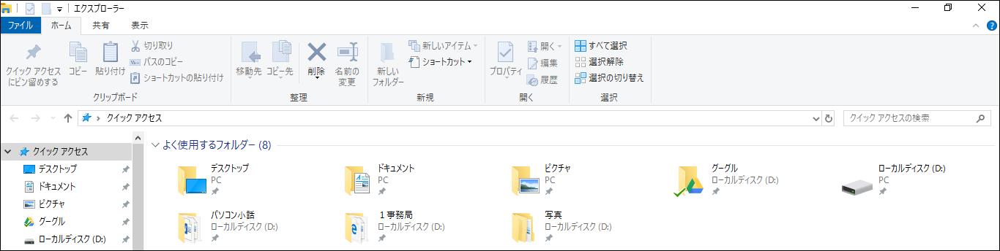 エクスプローラー
ファイル ホーム 共有 表示
クイック アクセス
にピン留めする
コピー
貼り付け
切り取り
パスのコピー
ショートカットの貼り付け
クリップボード
移動先
コピー先
削除
名前の
変更
整理
新しい
フォルダー
新しいアイテム
ショートカット
新規
プロパティ
開く
編集
履歴
開く
すべて選択
選択解除
選択の切り替え
選択
クイック アクセス
クイック アクセスの検索
クイック アクセス
デスクトップ
ドキュメント
ピクチャ
グーグル
ローカルディスク (D:)
よく使用するフォルダー (8)
デスクトップ
PC
ドキュメント
PC
ピクチャ
PC
グーグル
ローカルディスク (D:)
ローカルディスク (D:)
PC
パソコン小話
ローカルディスク (D:)
１事務局
ローカルディスク (D:)
写真
ローカルディスク (D:)